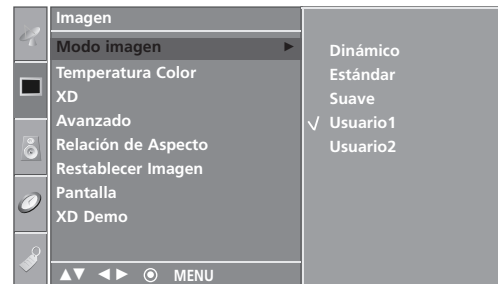 Imagen
Modo imagen ►
Temperatura Color
XD
Avanzado
Relación de Aspecto
Restablecer Imagen
Pantalla
XD Demo
▲▼ ◄► ◉ MENU
Dinámico
Estándar
Suave
√ Usuario1
Usuario2